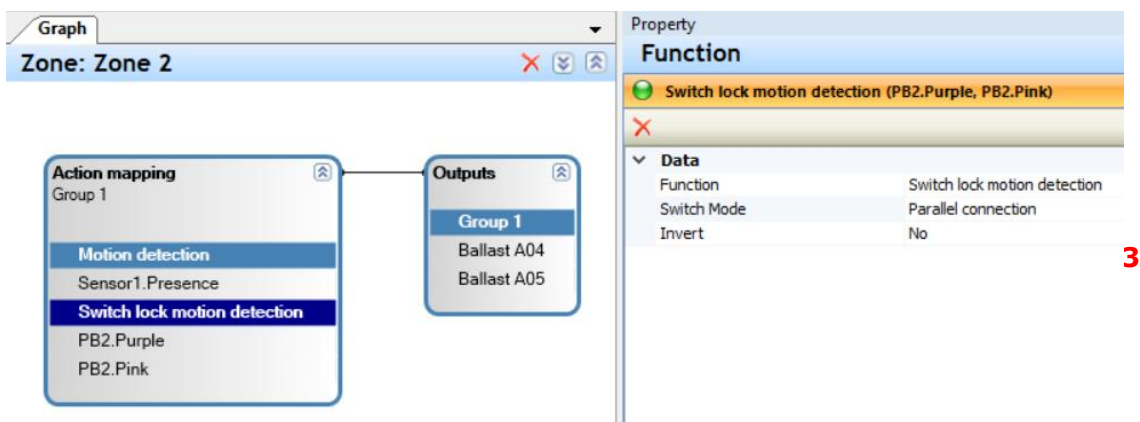 Graph
Zone: Zone 2
Action mapping
Group 1
Motion detection
Sensor1.Presence
Switch lock motion detection
PB2.Purple
PB2.Pink
Outputs
Group 1
Ballast A04
Ballast A05
Property
Function
Switch lock motion detection (PB2.Purple, PB2.Pink)
Data
Function Switch lock motion detection
Switch Mode Parallel connection
Invert No
3